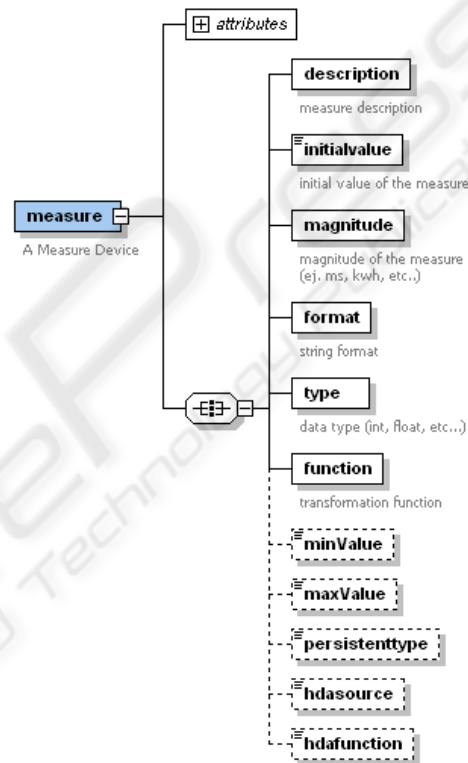 attributes
description
measure description
initialvalue
initial value of the measure
measure
A Measure Device
magnitude
magnitude of the measure
(ej. ms, kwh, etc..)
format
string format
type
data type (int, float, etc...)
function
transformation function
minValue
maxValue
persistenttype
hdasource
hdafunction